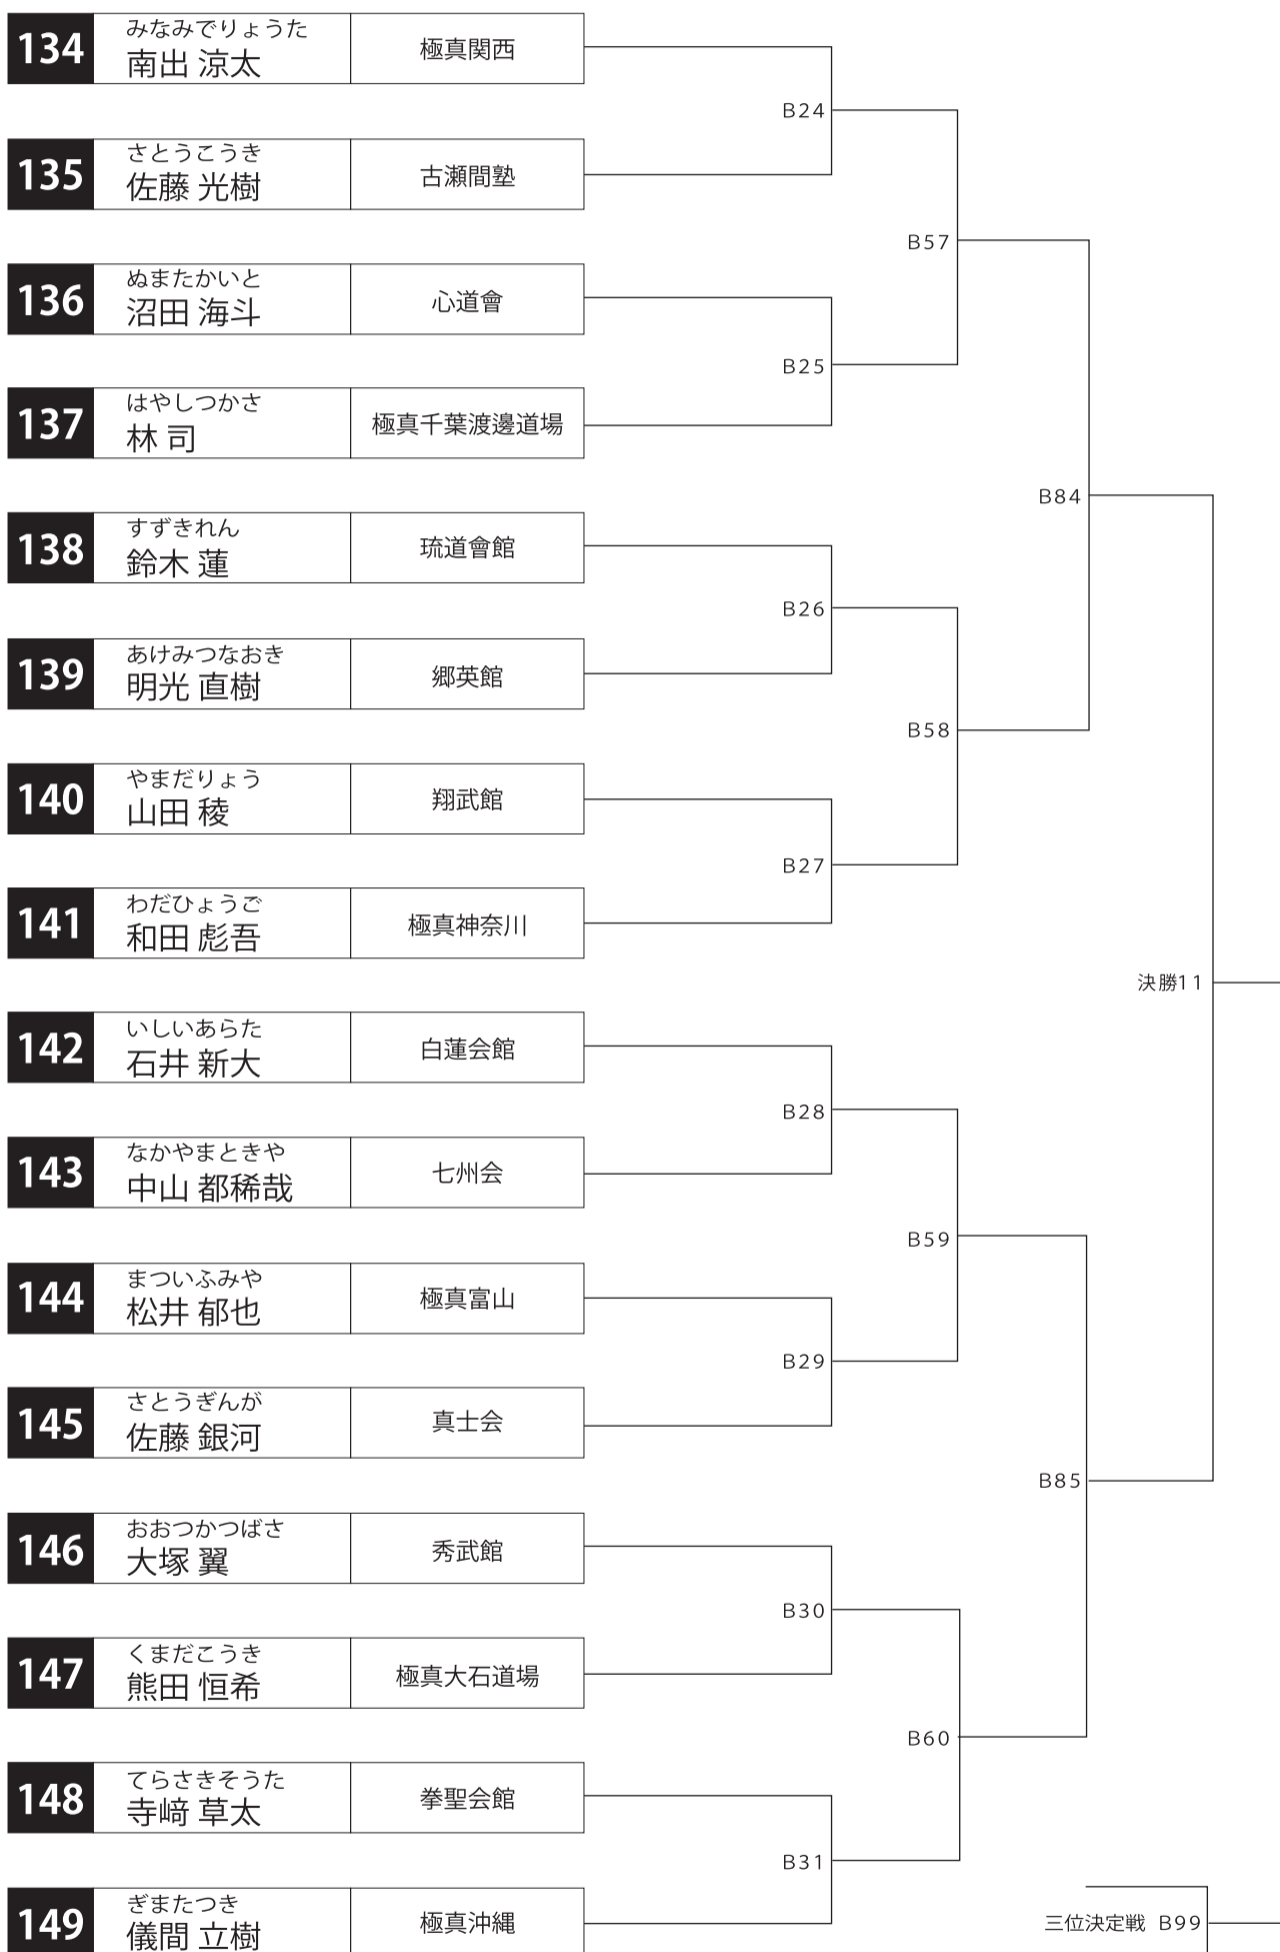 134
みなみでりょうた
南出 涼太
極真関西
B24
135
さとうこうき
佐藤 光樹
古瀬間塾
B57
136
ぬまたかいと
沼田 海斗
心道會
B25
137
はやしつかさ
林 司
極真千葉渡邊道場
B84
138
すずきれん
鈴木 蓮
琉道會館
B26
139
あけみつなおき
明光 直樹
郷英館
B58
140
やまだりょう
山田 稜
翔武館
B27
141
わだひょうご
和田 彪吾
極真神奈川
決勝11
142
いしいあらた
石井 新大
白蓮会館
B28
143
なかやまときや
中山 都稀哉
七州会
B59
144
まついふみや
松井 郁也
極真富山
B29
145
さとうぎんが
佐藤 銀河
真士会
B85
146
おおつかつばさ
大塚 翼
秀武館
B30
147
くまだこうき
熊田 恒希
極真大石道場
B60
148
てらさきそうた
寺﨑 草太
拳聖会館
B31
149
ぎまたつき
儀間 立樹
極真沖縄
三位決定戦 B99